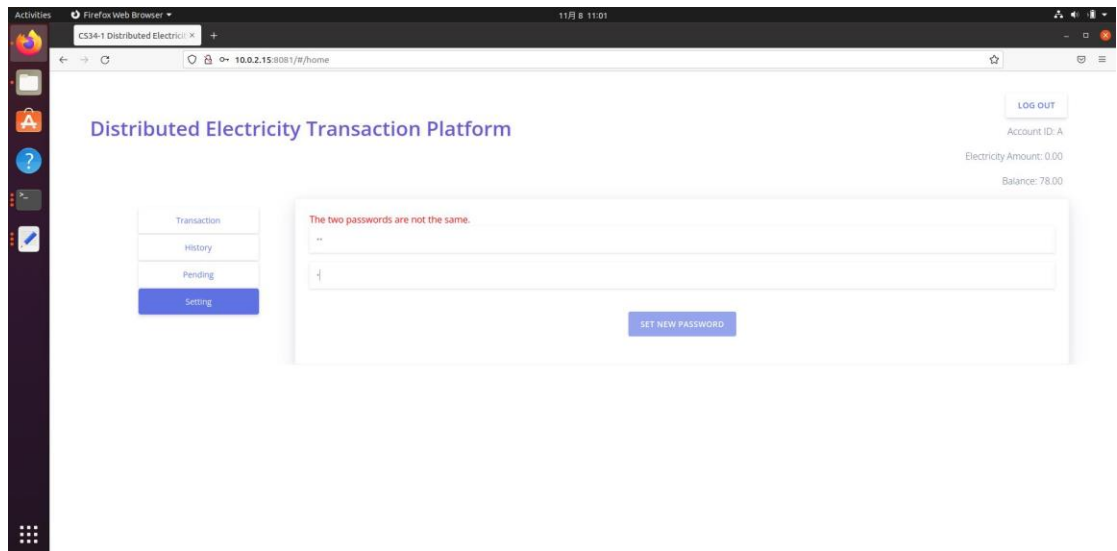 Activities Firefox Web Browser 11月 8 11:01
CS34-1 Distributed Electricit
10.0.2.15:8081/#/home
LOG OUT
Distributed Electricity Transaction Platform
Account ID: A
Electricity Amount: 0.00
Balance: 78.00
Transaction
History
Pending
Setting
The two passwords are not the same.
SET NEW PASSWORD